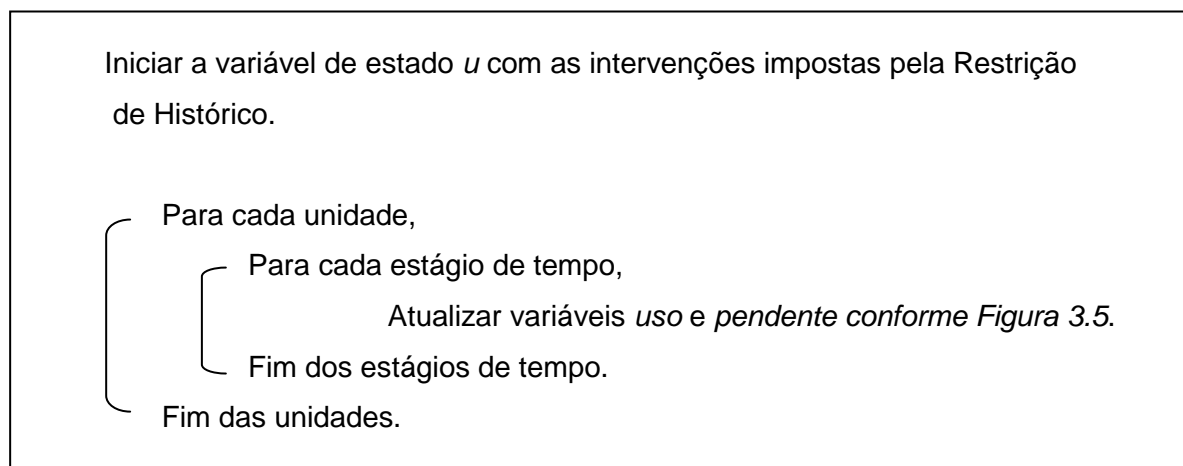 Iniciar a variável de estado u com as intervenções impostas pela Restrição
de Histórico.
Para cada unidade,
Para cada estágio de tempo,
Atualizar variáveis uso e pendente conforme Figura 3.5.
Fim dos estágios de tempo.
Fim das unidades.